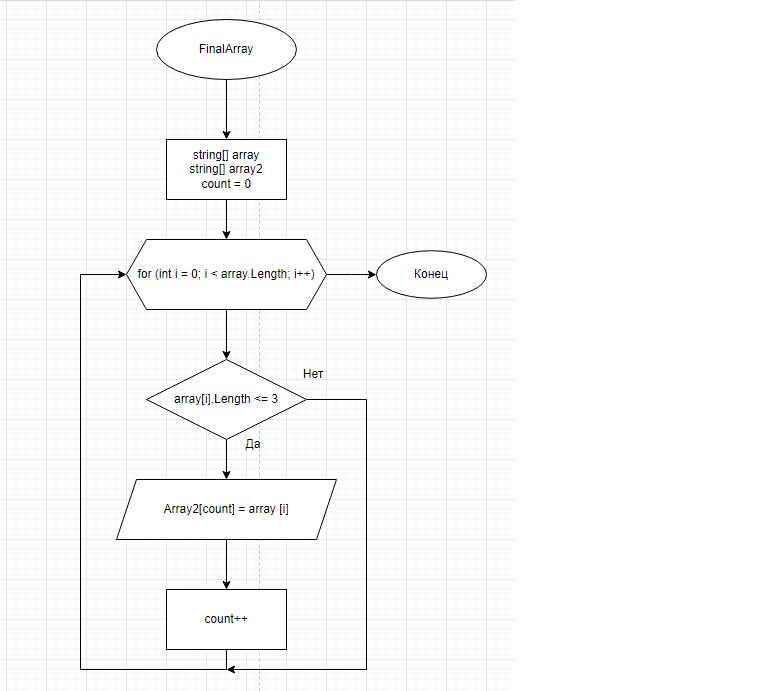 FinalArray
string[] array
string[] array2
count = 0
for (int i = 0; i < array.Length; i++)
Конец
Нет
array[i].Length <= 3
Да
Array2[count] = array [i]
count++